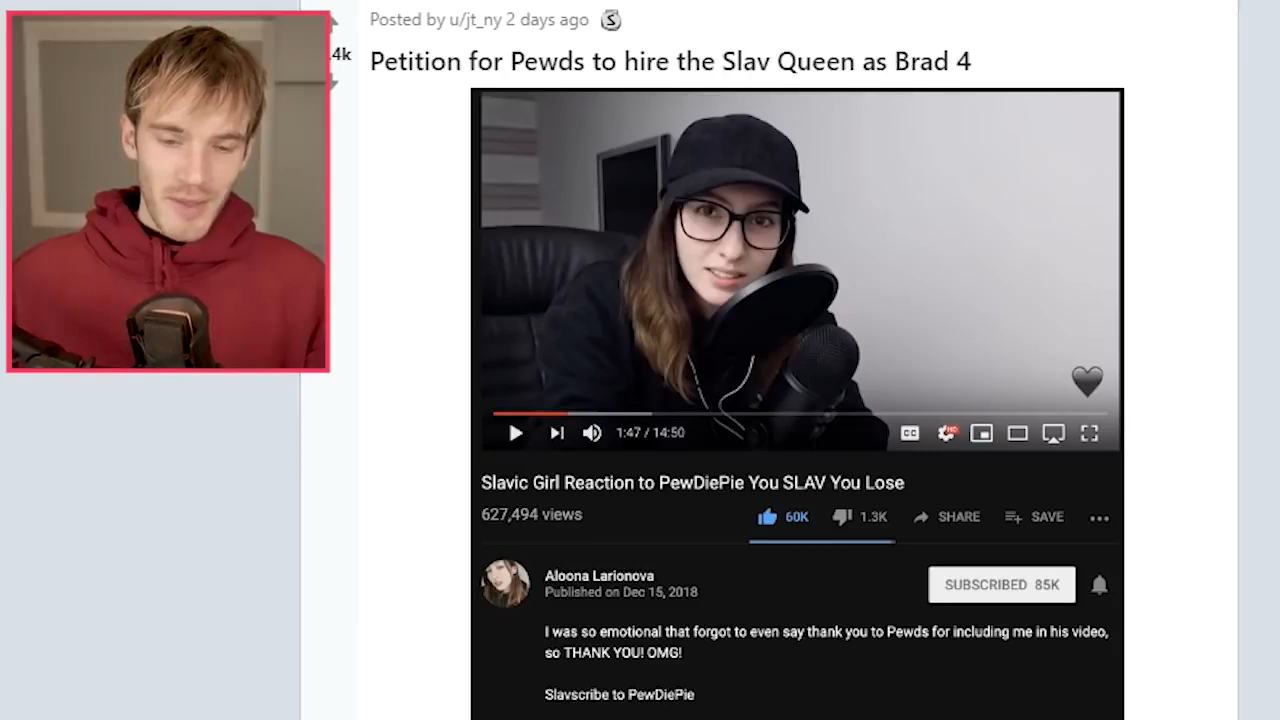 Posted by u/jt_ny 2 days ago
.4k
Petition for Pewds to hire the Slav Queen as Brad 4
1:47 / 14:50
CC
HD
Slavic Girl Reaction to PewDiePie You SLAV You Lose
627,494 views
60K
1.3K
SHARE
SAVE
Aloona Larionova
Published on Dec 15, 2018
SUBSCRIBED 85K
I was so emotional that forgot to even say thank you to Pewds for including me in his video,
so THANK YOU! OMG!
Slavscribe to PewDiePie